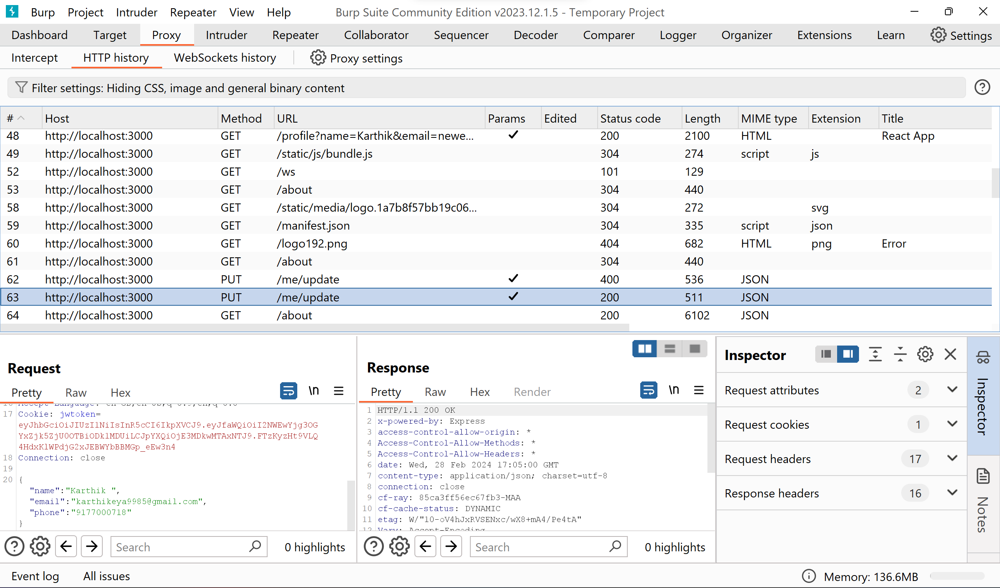 Burp Project Intruder Repeater View Help Burp Suite Community Edition v2023.12.1.5 - Temporary Project
Dashboard Target Proxy Intruder Repeater Collaborator Sequencer Decoder Comparer Logger Organizer Extensions Learn Settings
Intercept HTTP history WebSockets history Proxy settings
Filter settings: Hiding CSS, image and general binary content
# Host Method URL Params Edited Status code Length MIME type Extension Title
48 http://localhost:3000 GET /profile?name=Karthik&email=newe... ✓ 200 2100 HTML React App
49 http://localhost:3000 GET /static/js/bundle.js 304 274 script js
52 http://localhost:3000 GET /ws 101 129
53 http://localhost:3000 GET /about 304 440
58 http://localhost:3000 GET /static/media/logo.1a7b8f57bb19c06... 304 272 svg
59 http://localhost:3000 GET /manifest.json 304 335 script json
60 http://localhost:3000 GET /logo192.png 404 682 HTML png Error
61 http://localhost:3000 GET /about 304 440
62 http://localhost:3000 PUT /me/update ✓ 400 536 JSON
63 http://localhost:3000 PUT /me/update ✓ 200 511 JSON
64 http://localhost:3000 GET /about 200 6102 JSON
Request
Pretty Raw Hex \n
17 Cookie: jwtoken=
eyJhbGciOiJIUzI1NiIsInR5cCI6IkpXVCJ9.eyJfaWQiOiI2NWEwYjg3OG
YxZjk5ZjU0OTBiODk1MDUiLCJpYXQiOjE3MDkwMTAxNTJ9.FTzKyzHt9VLQ
4HdxKlWPdjG2xJEBWYbBBMGp_eEw3n4
18 Connection: close
19
20 {
"name":"Karthik ",
"email":"karthikeya9985@gmail.com",
"phone":"9177000718"
}
Search 0 highlights
Response
Pretty Raw Hex Render \n
1 HTTP/1.1 200 OK
2 x-powered-by: Express
3 access-control-allow-origin: *
4 Access-Control-Allow-Methods: *
5 Access-Control-Allow-Headers: *
6 date: Wed, 28 Feb 2024 17:05:00 GMT
7 content-type: application/json; charset=utf-8
8 connection: close
9 cf-ray: 85ca3ff56ec67fb3-MAA
10 cf-cache-status: DYNAMIC
11 etag: W/"10-oV4hJxRVSENxc/wX8+mA4/Pe4tA"
12 Vary: Accept-Encoding
Search 0 highlights
Inspector
Request attributes 2
Request cookies 1
Request headers 17
Response headers 16
Inspector
Notes
Event log All issues Memory: 136.6MB